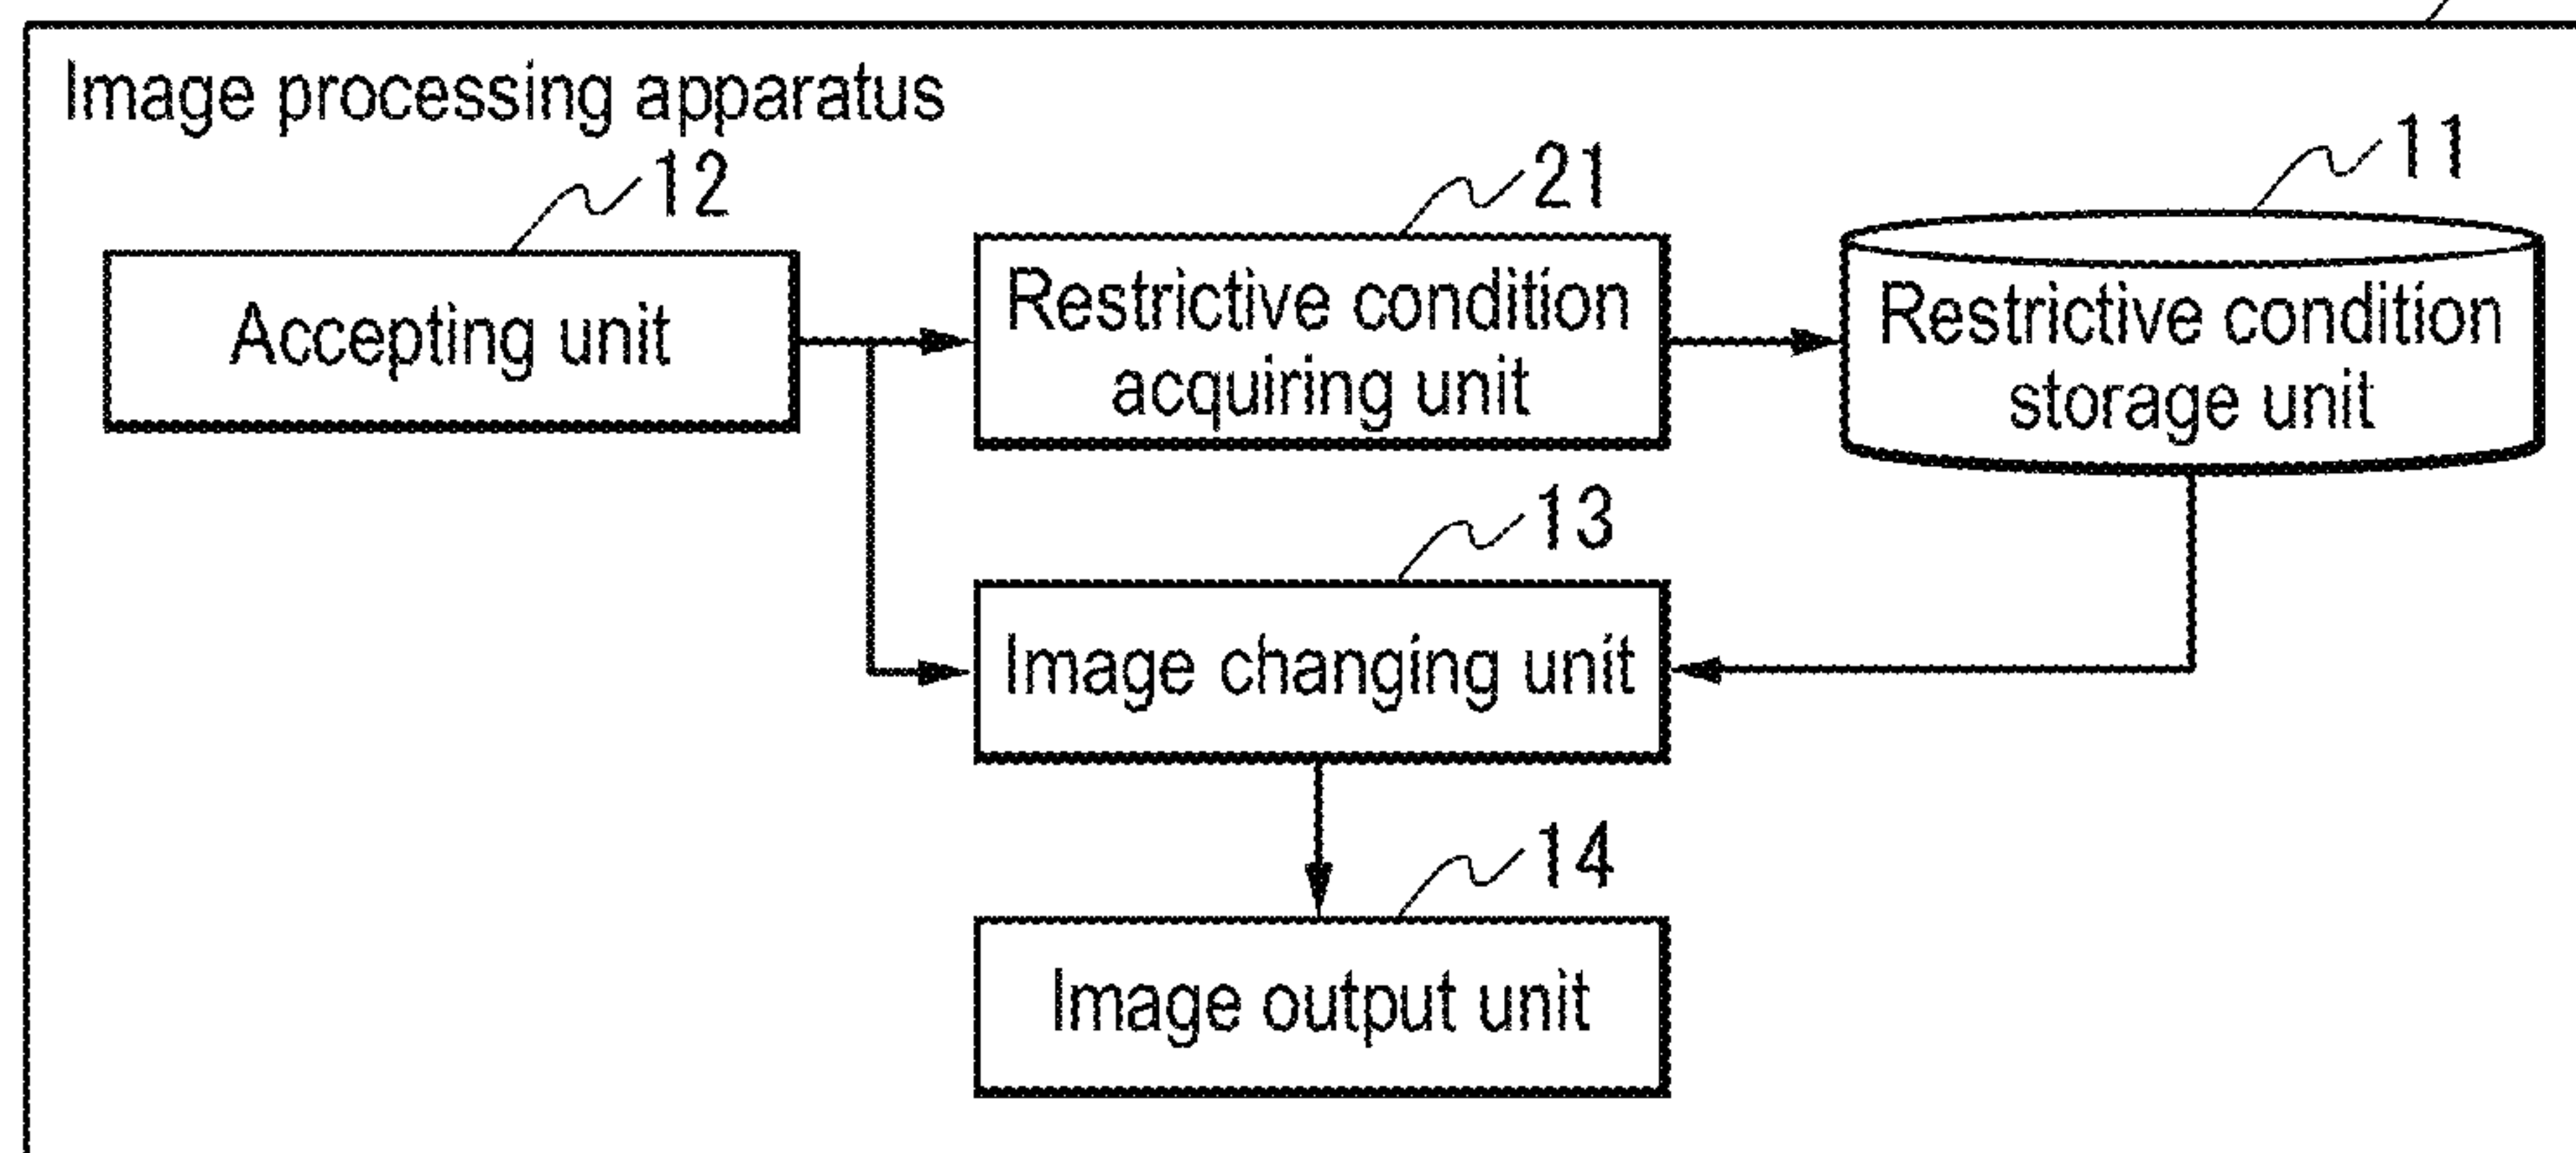 Image processing apparatus
12
21
11
Accepting unit
Restrictive condition
acquiring unit
Restrictive condition
storage unit
13
Image changing unit
14
Image output unit